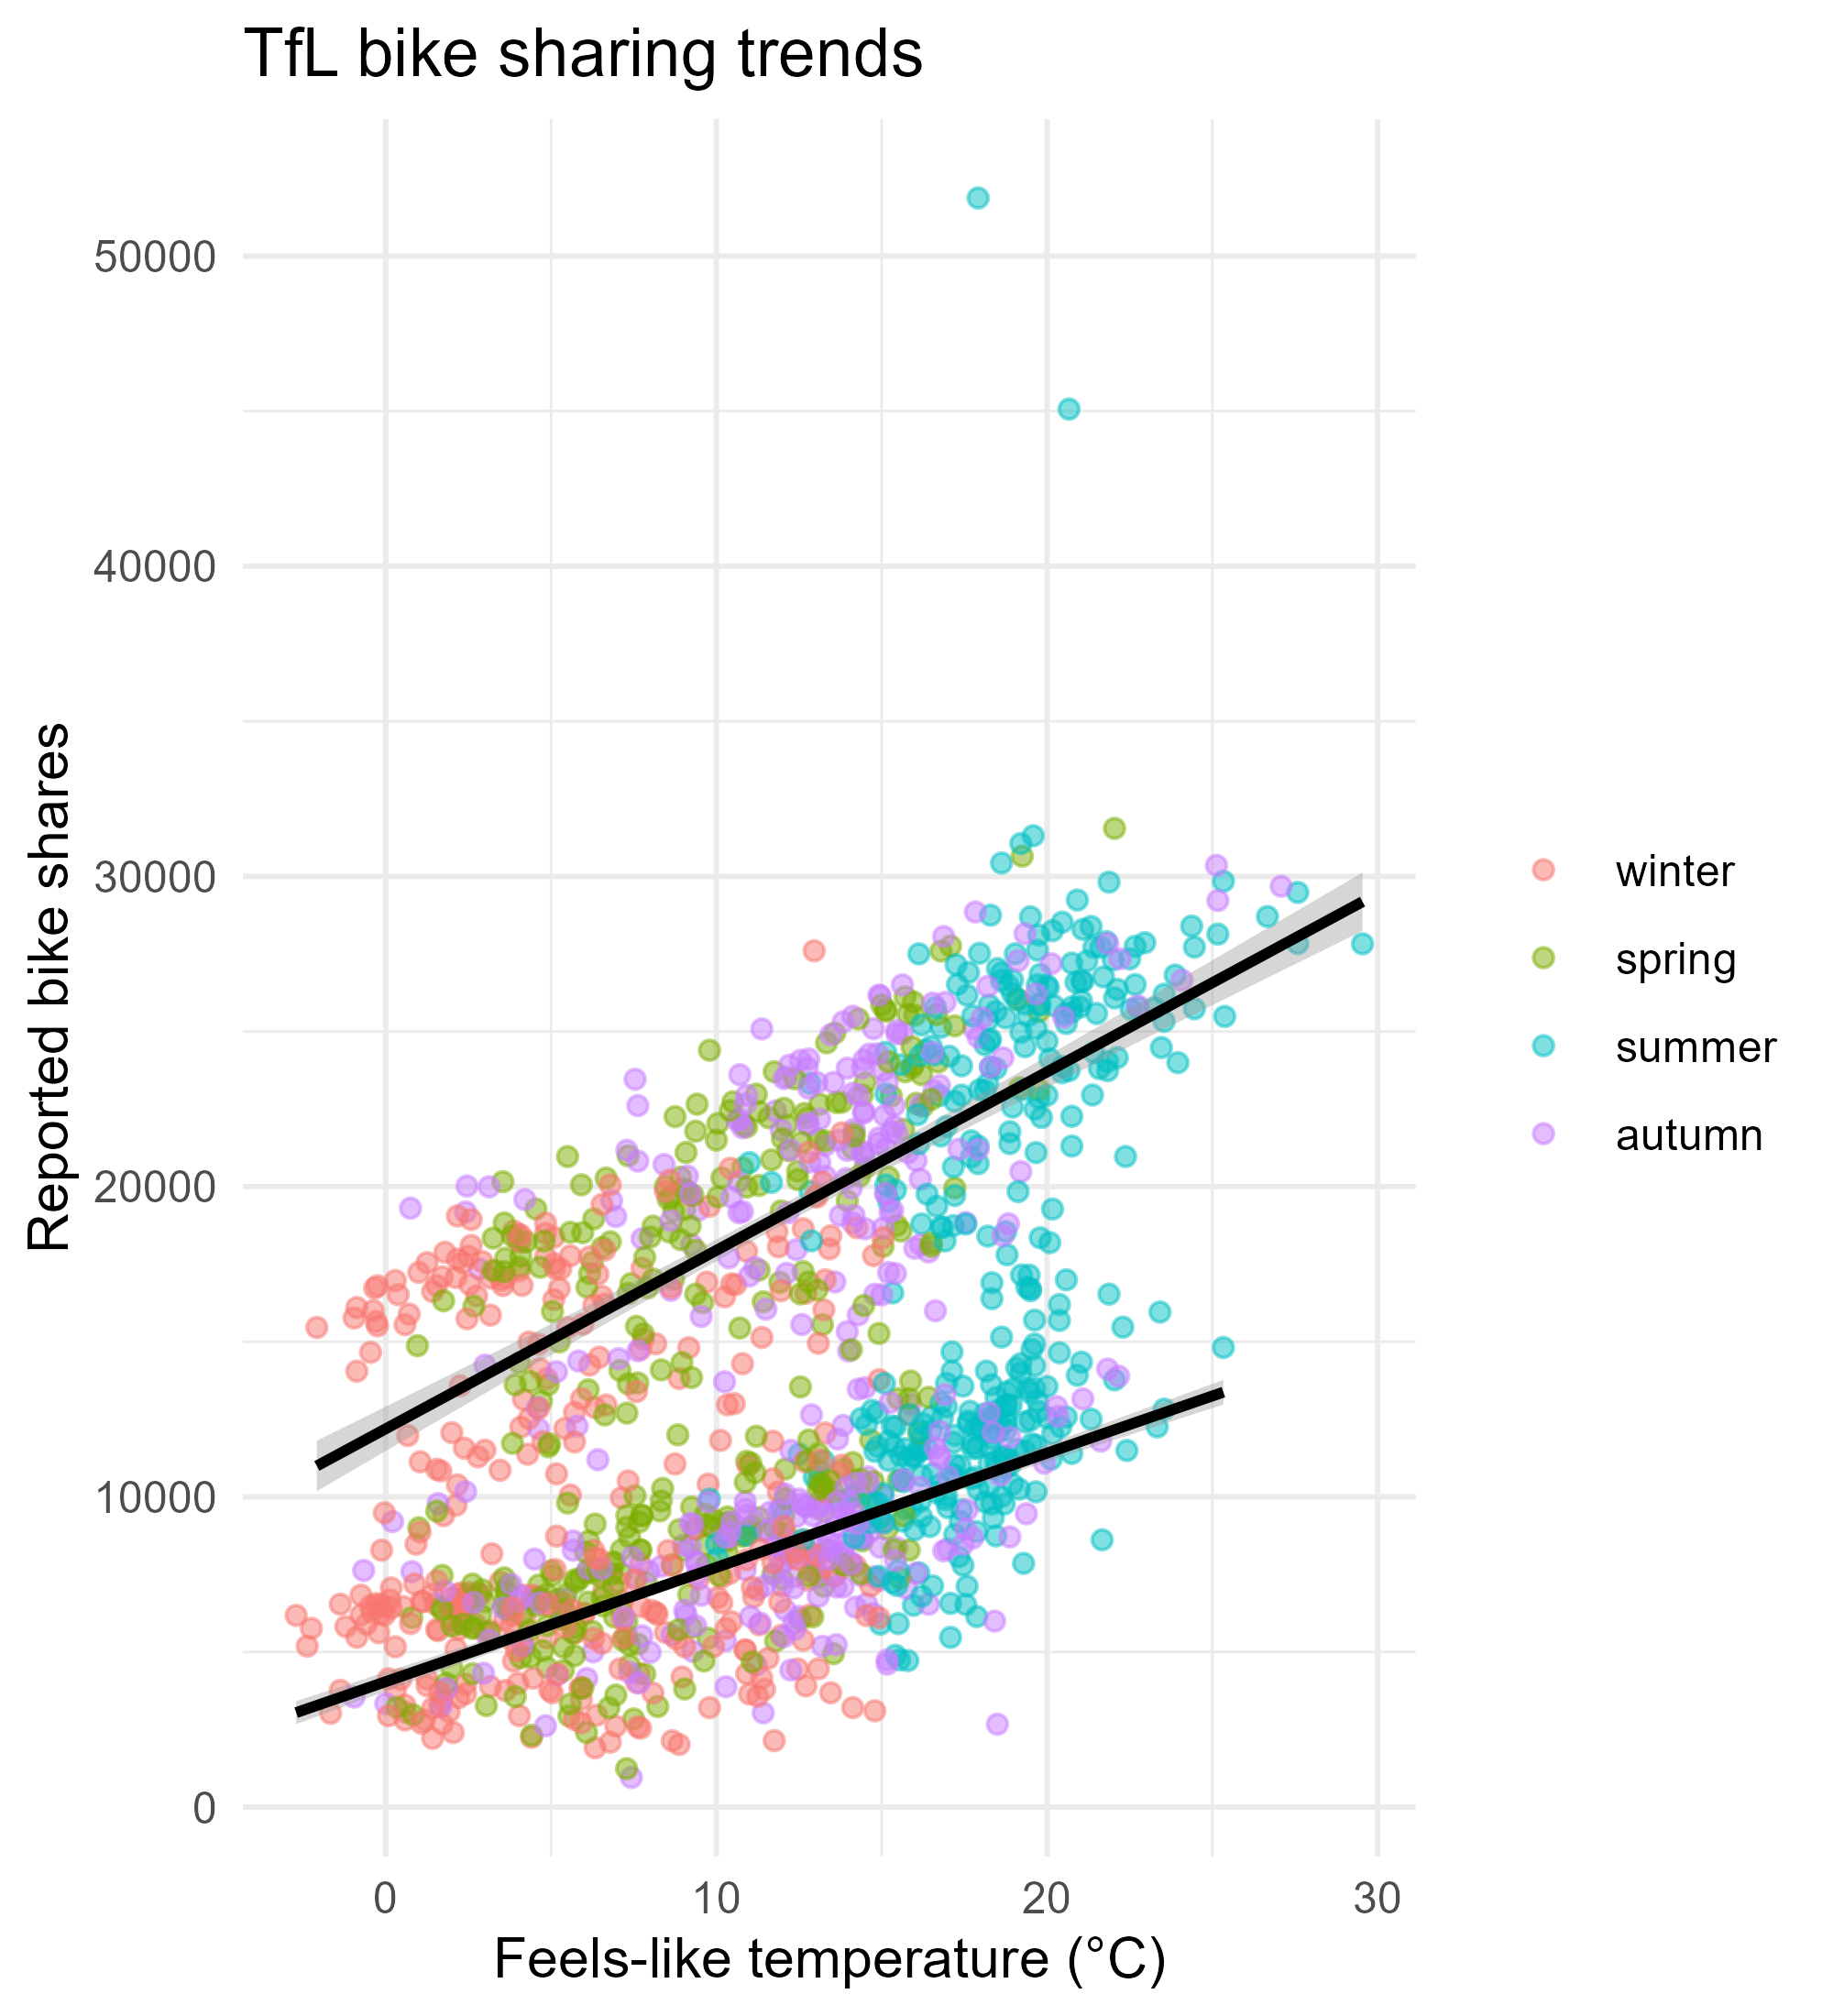 TfL bike sharing trends
50000
40000
30000
20000
10000
0
Reported bike shares
0 10 20 30
Feels-like temperature (°C)
winter
spring
summer
autumn